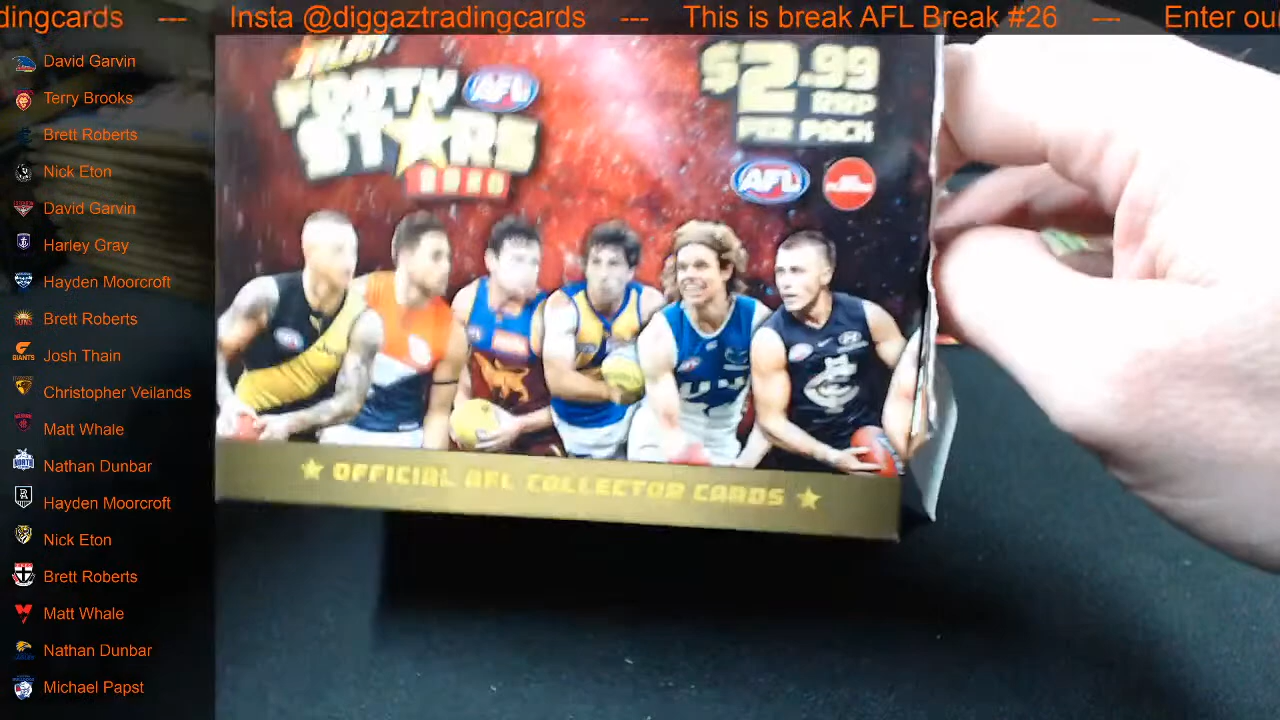 dingcards --- Insta @diggaztradingcards --- This is break AFL Break #26 --- Enter ou
David Garvin
Terry Brooks
Brett Roberts
Nick Eton
David Garvin
Harley Gray
Hayden Moorcroft
Brett Roberts
Josh Thain
Christopher Veilands
Matt Whale
Nathan Dunbar
Hayden Moorcroft
Nick Eton
Brett Roberts
Matt Whale
Nathan Dunbar
Michael Papst
FOOTY AFL
STARS
2020
$2.99
RRP
PER PACK
AFL
★ OFFICIAL AFL COLLECTOR CARDS ★